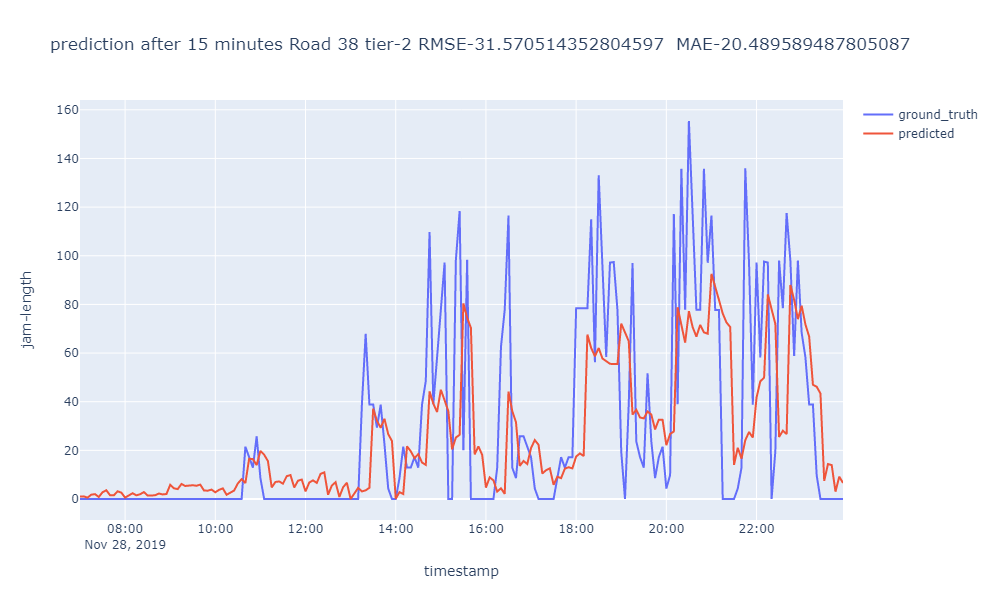 prediction after 15 minutes Road 38 tier-2 RMSE-31.570514352804597  MAE-20.489589487805087
ground_truth
predicted
160
140
120
100
80
60
40
20
0
jam-length
08:00 10:00 12:00 14:00 16:00 18:00 20:00 22:00
Nov 28, 2019
timestamp